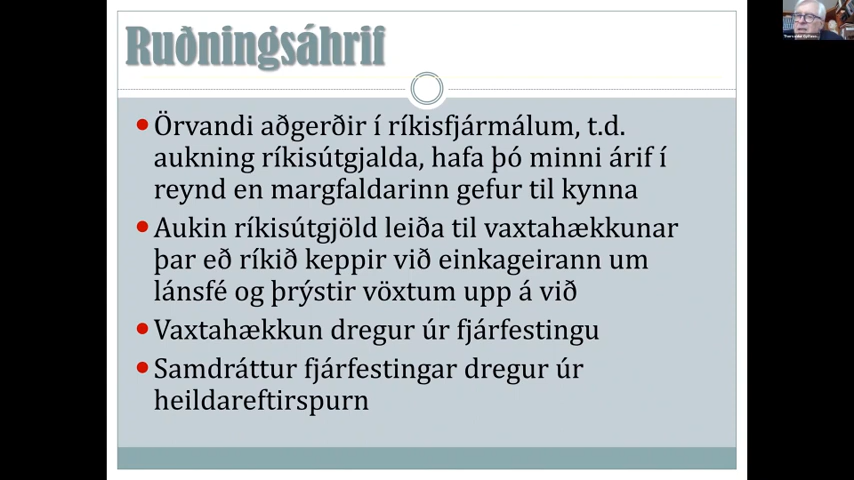 Ruðningsáhrif
• Örvandi aðgerðir í ríkisfjármálum, t.d.
aukning ríkisútgjalda, hafa þó minni árif í
reynd en margfaldarinn gefur til kynna
• Aukin ríkisútgjöld leiða til vaxtahækkunar
þar eð ríkið keppir við einkageirann um
lánsfé og þrýstir vöxtum upp á við
• Vaxtahækkun dregur úr fjárfestingu
• Samdráttur fjárfestingar dregur úr
heildareftirspurn